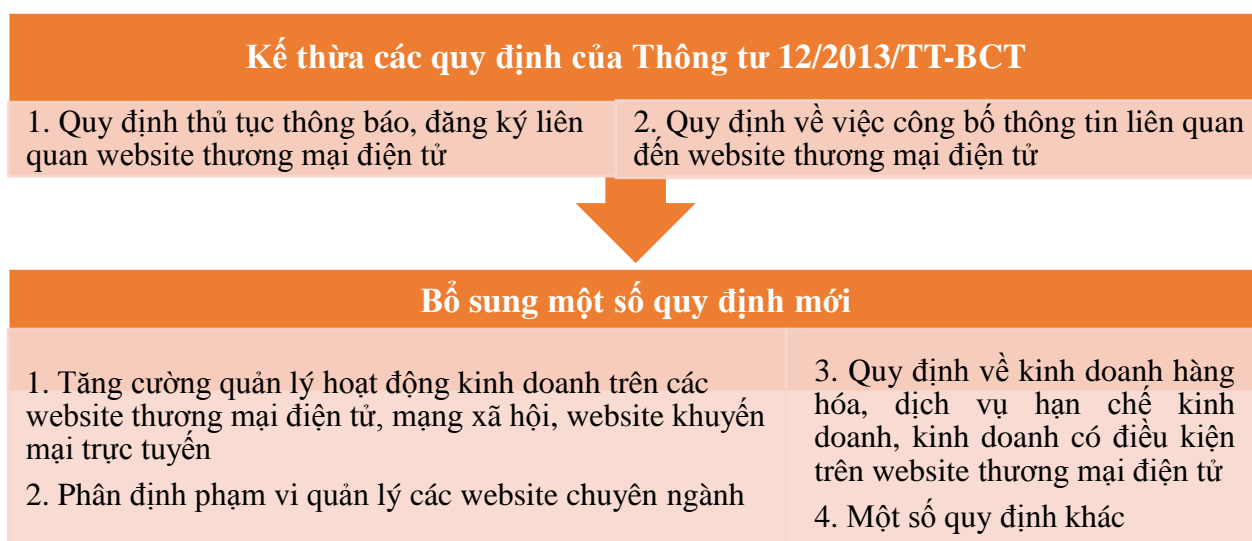 Kế thừa các quy định của Thông tư 12/2013/TT-BCT
1. Quy định thủ tục thông báo, đăng ký liên
quan website thương mại điện tử
2. Quy định về việc công bố thông tin liên quan
đến website thương mại điện tử
Bổ sung một số quy định mới
1. Tăng cường quản lý hoạt động kinh doanh trên các
website thương mại điện tử, mạng xã hội, website khuyến
mại trực tuyến
2. Phân định phạm vi quản lý các website chuyên ngành
3. Quy định về kinh doanh hàng
hóa, dịch vụ hạn chế kinh
doanh, kinh doanh có điều kiện
trên website thương mại điện tử
4. Một số quy định khác